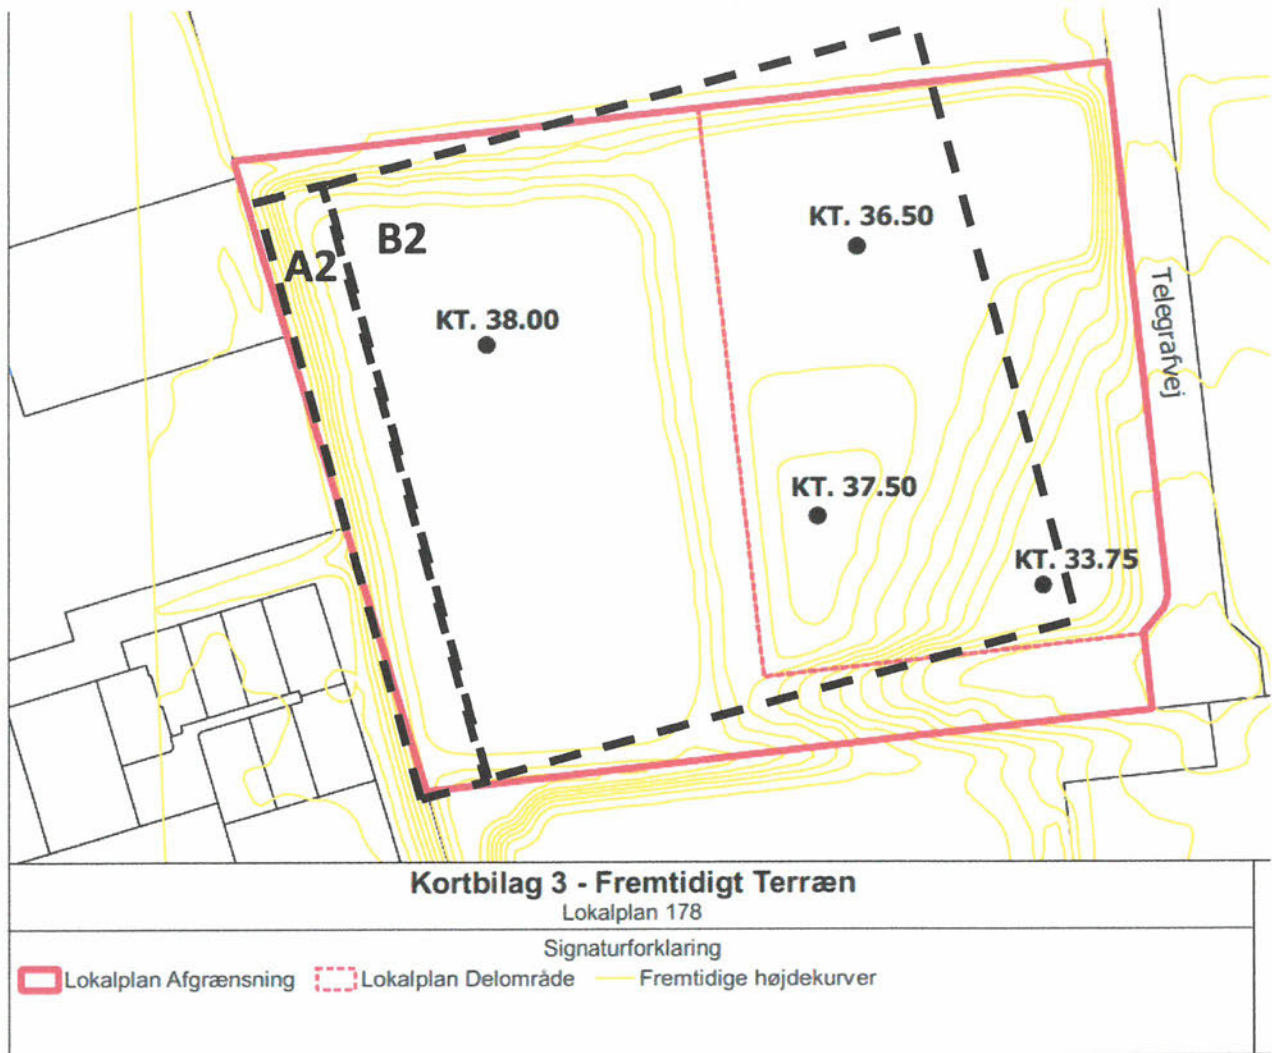 KT. 36.50
B2
A2
KT. 38.00
Telegrafvej
KT. 37.50
KT. 33.75
Kortbilag 3 - Fremtidigt Terræn
Lokalplan 178
Signaturforklaring
Lokalplan Afgrænsning Lokalplan Delområde Fremtidige højdekurver